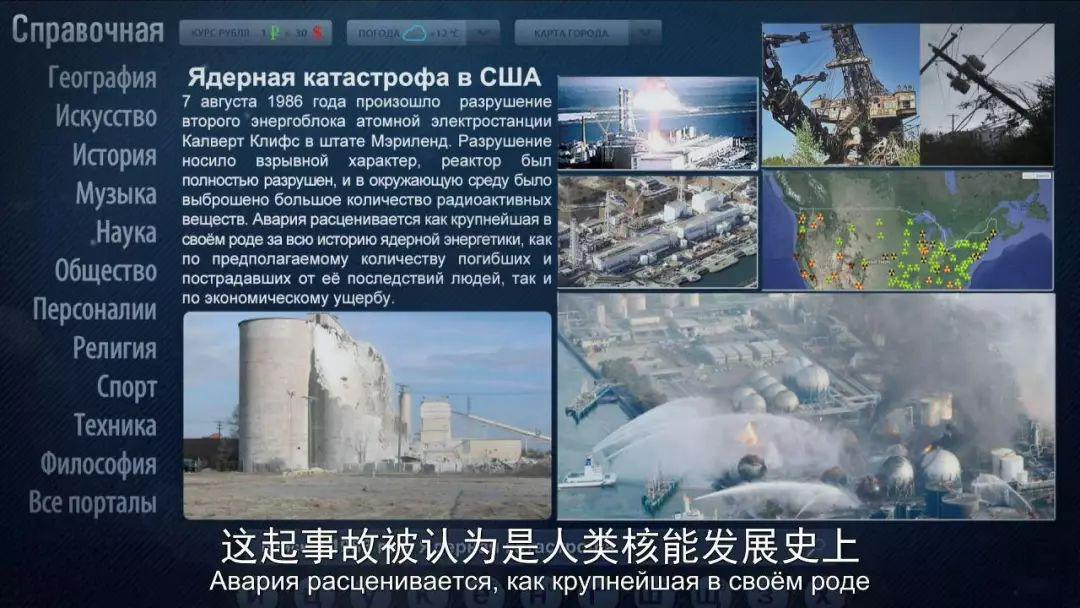 Справочная
КУРС РУБЛЯ 1 ₽ = 30 $
ПОГОДА +12 °C
КАРТА ГОРОДА
География
Искусство
История
Музыка
Наука
Общество
Персоналии
Религия
Спорт
Техника
Философия
Все порталы
Ядерная катастрофа в США
7 августа 1986 года произошло разрушение
второго энергоблока атомной электростанции
Калверт Клифс в штате Мэриленд. Разрушение
носило взрывной характер, реактор был
полностью разрушен, и в окружающую среду было
выброшено большое количество радиоактивных
веществ. Авария расценивается как крупнейшая в
своём роде за всю историю ядерной энергетики, как
по предполагаемому количеству погибших и
пострадавших от её последствий людей, так и
по экономическому ущербу.
这起事故被认为是人类核能发展史上
Авария расценивается, как крупнейшая в своём роде